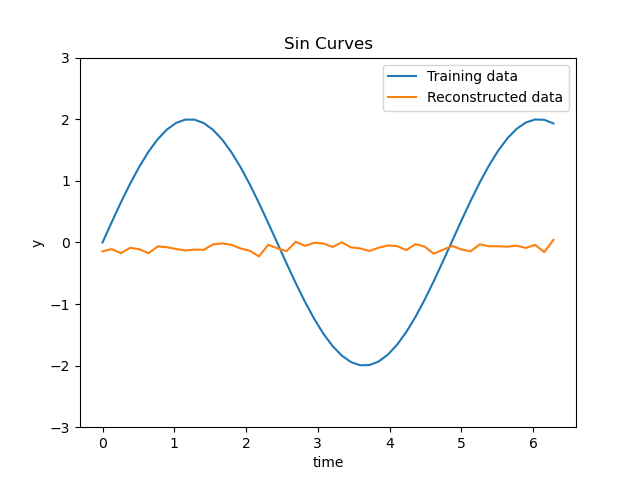 Sin Curves
Training data
Reconstructed data
3
2
1
0
−1
−2
−3
y
0 1 2 3 4 5 6
time